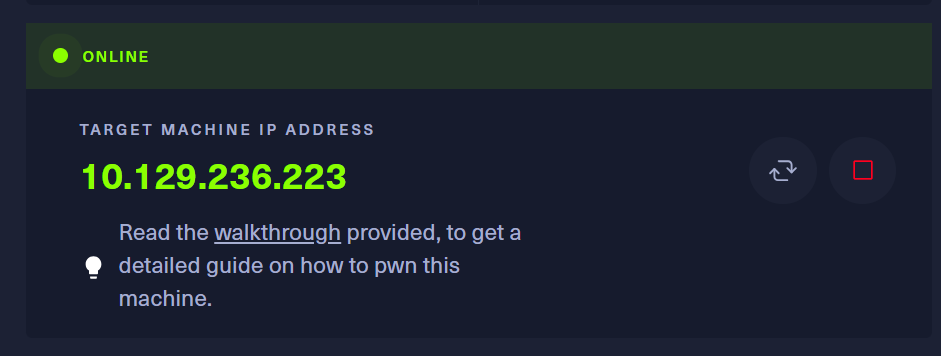 ONLINE
TARGET MACHINE IP ADDRESS
10.129.236.223
Read the walkthrough provided, to get a
detailed guide on how to pwn this
machine.